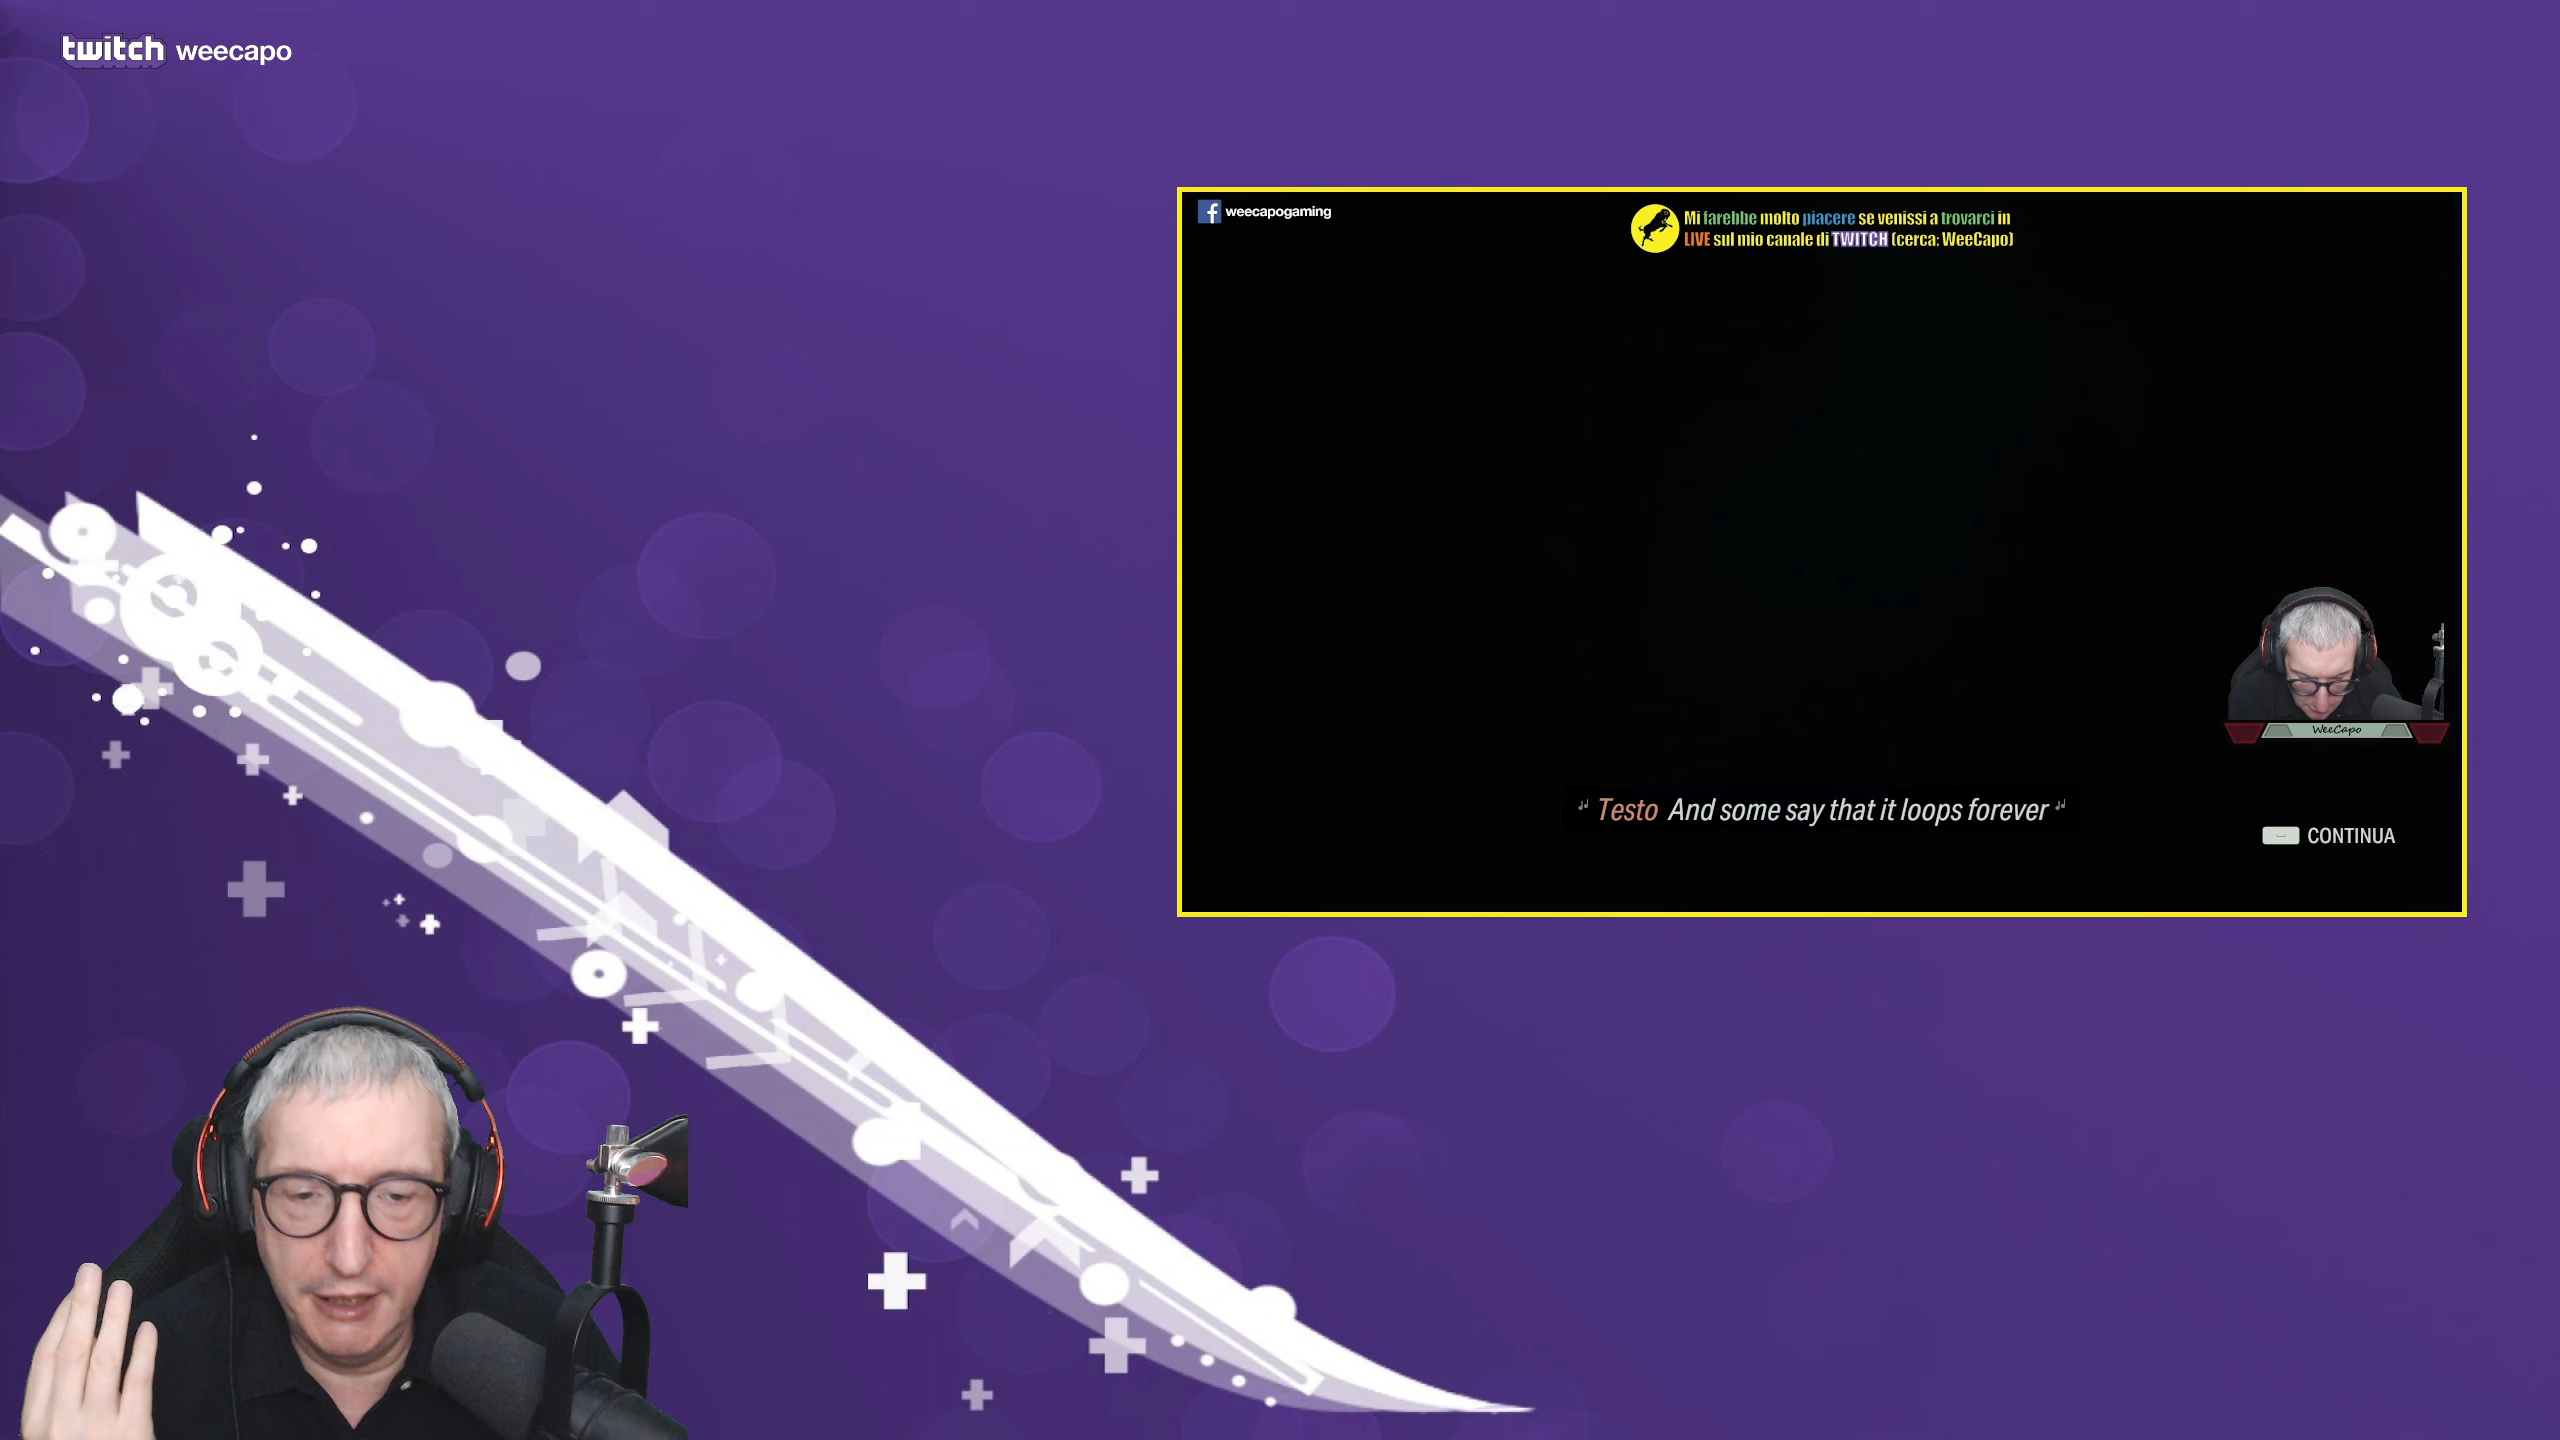 twitch weecapo
weecapogaming
Mi farebbe molto piacere se venissi a trovarci in
LIVE sul mio canale di TWITCH (cerca: WeeCapo)
WeeCapo
Testo And some say that it loops forever
CONTINUA